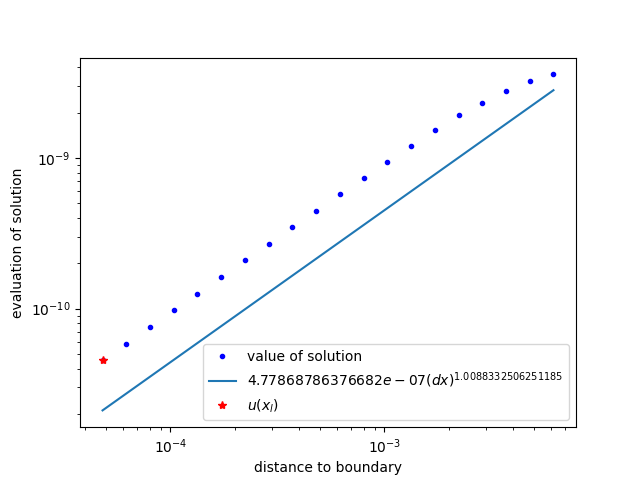 10⁻⁹
10⁻¹⁰
10⁻⁴
10⁻³
evaluation of solution
distance to boundary
value of solution
4.77868786376682e − 07(dx)^1.0088332506251185
u(x_l)